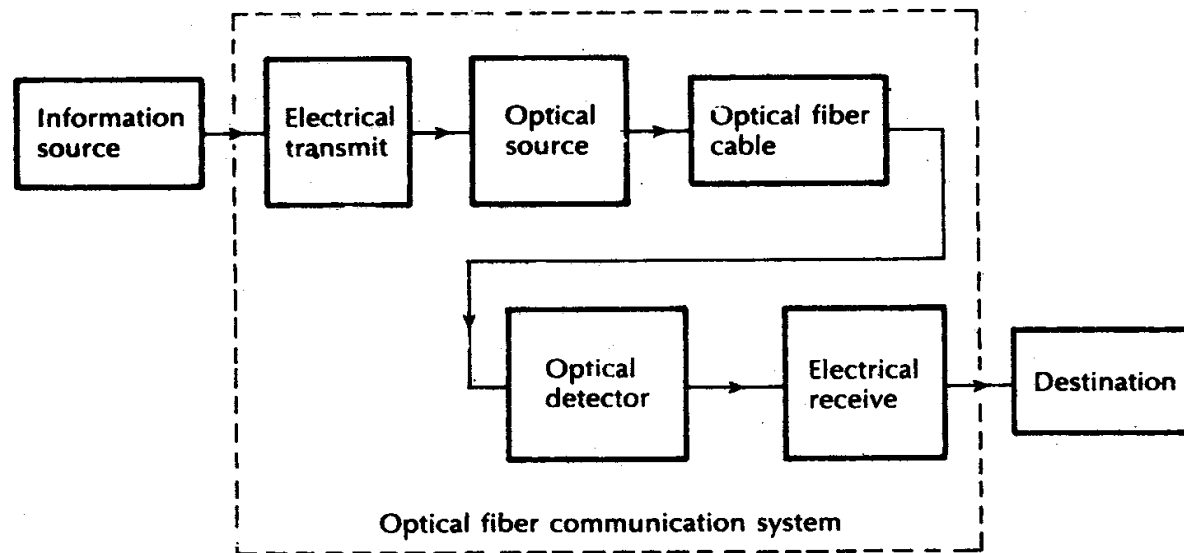 Information
source
Electrical
transmit
Optical
source
Optical fiber
cable
Optical
detector
Electrical
receive
Destination
Optical fiber communication system